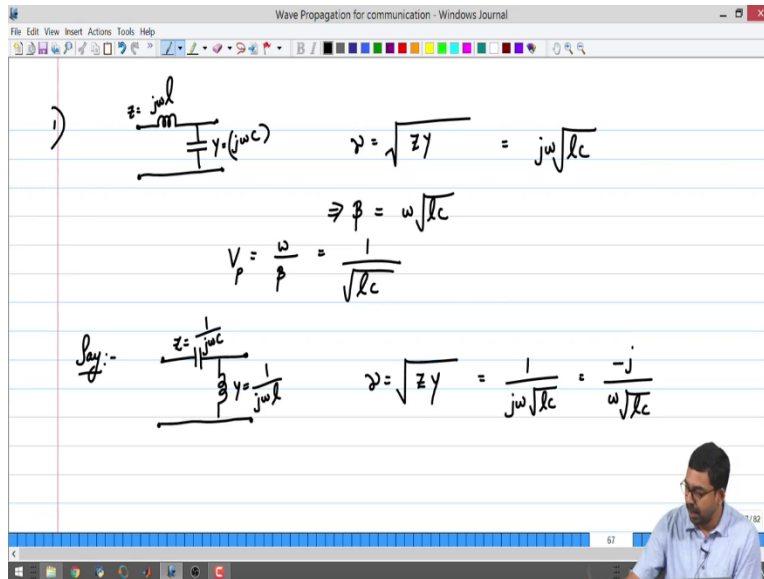 Wave Propagation for communication - Windows Journal
File Edit View Insert Actions Tools Help
B I
1)
z = jωl
Y = (jωc)
γ = √(zy) = jω√(lc)
⇒ β = ω√(lc)
Vp = ω/β = 1/√(lc)
Say:-
z = 1/(jωc)
Y = 1/(jωl)
γ = √(zy) = 1/(jω√(lc)) = -j/(ω√(lc))
67